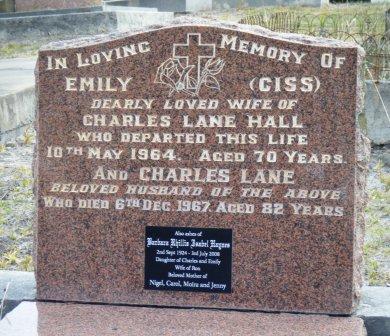 In Loving Memory Of
EMILY (CISS)
DEARLY LOVED WIFE OF
CHARLES LANE HALL
WHO DEPARTED THIS LIFE
10TH MAY 1964. AGED 70 YEARS.
AND CHARLES LANE
BELOVED HUSBAND OF THE ABOVE
WHO DIED 6TH DEC. 1967. AGED 82 YEARS
Also ashes of
Barbara Rhillis Isabel Haynes
2nd Sept 1924 - 3rd July 2008
Daughter of Charles and Emily
Wife of Ron
Beloved Mother of
Nigel, Carol, Moira and Jenny